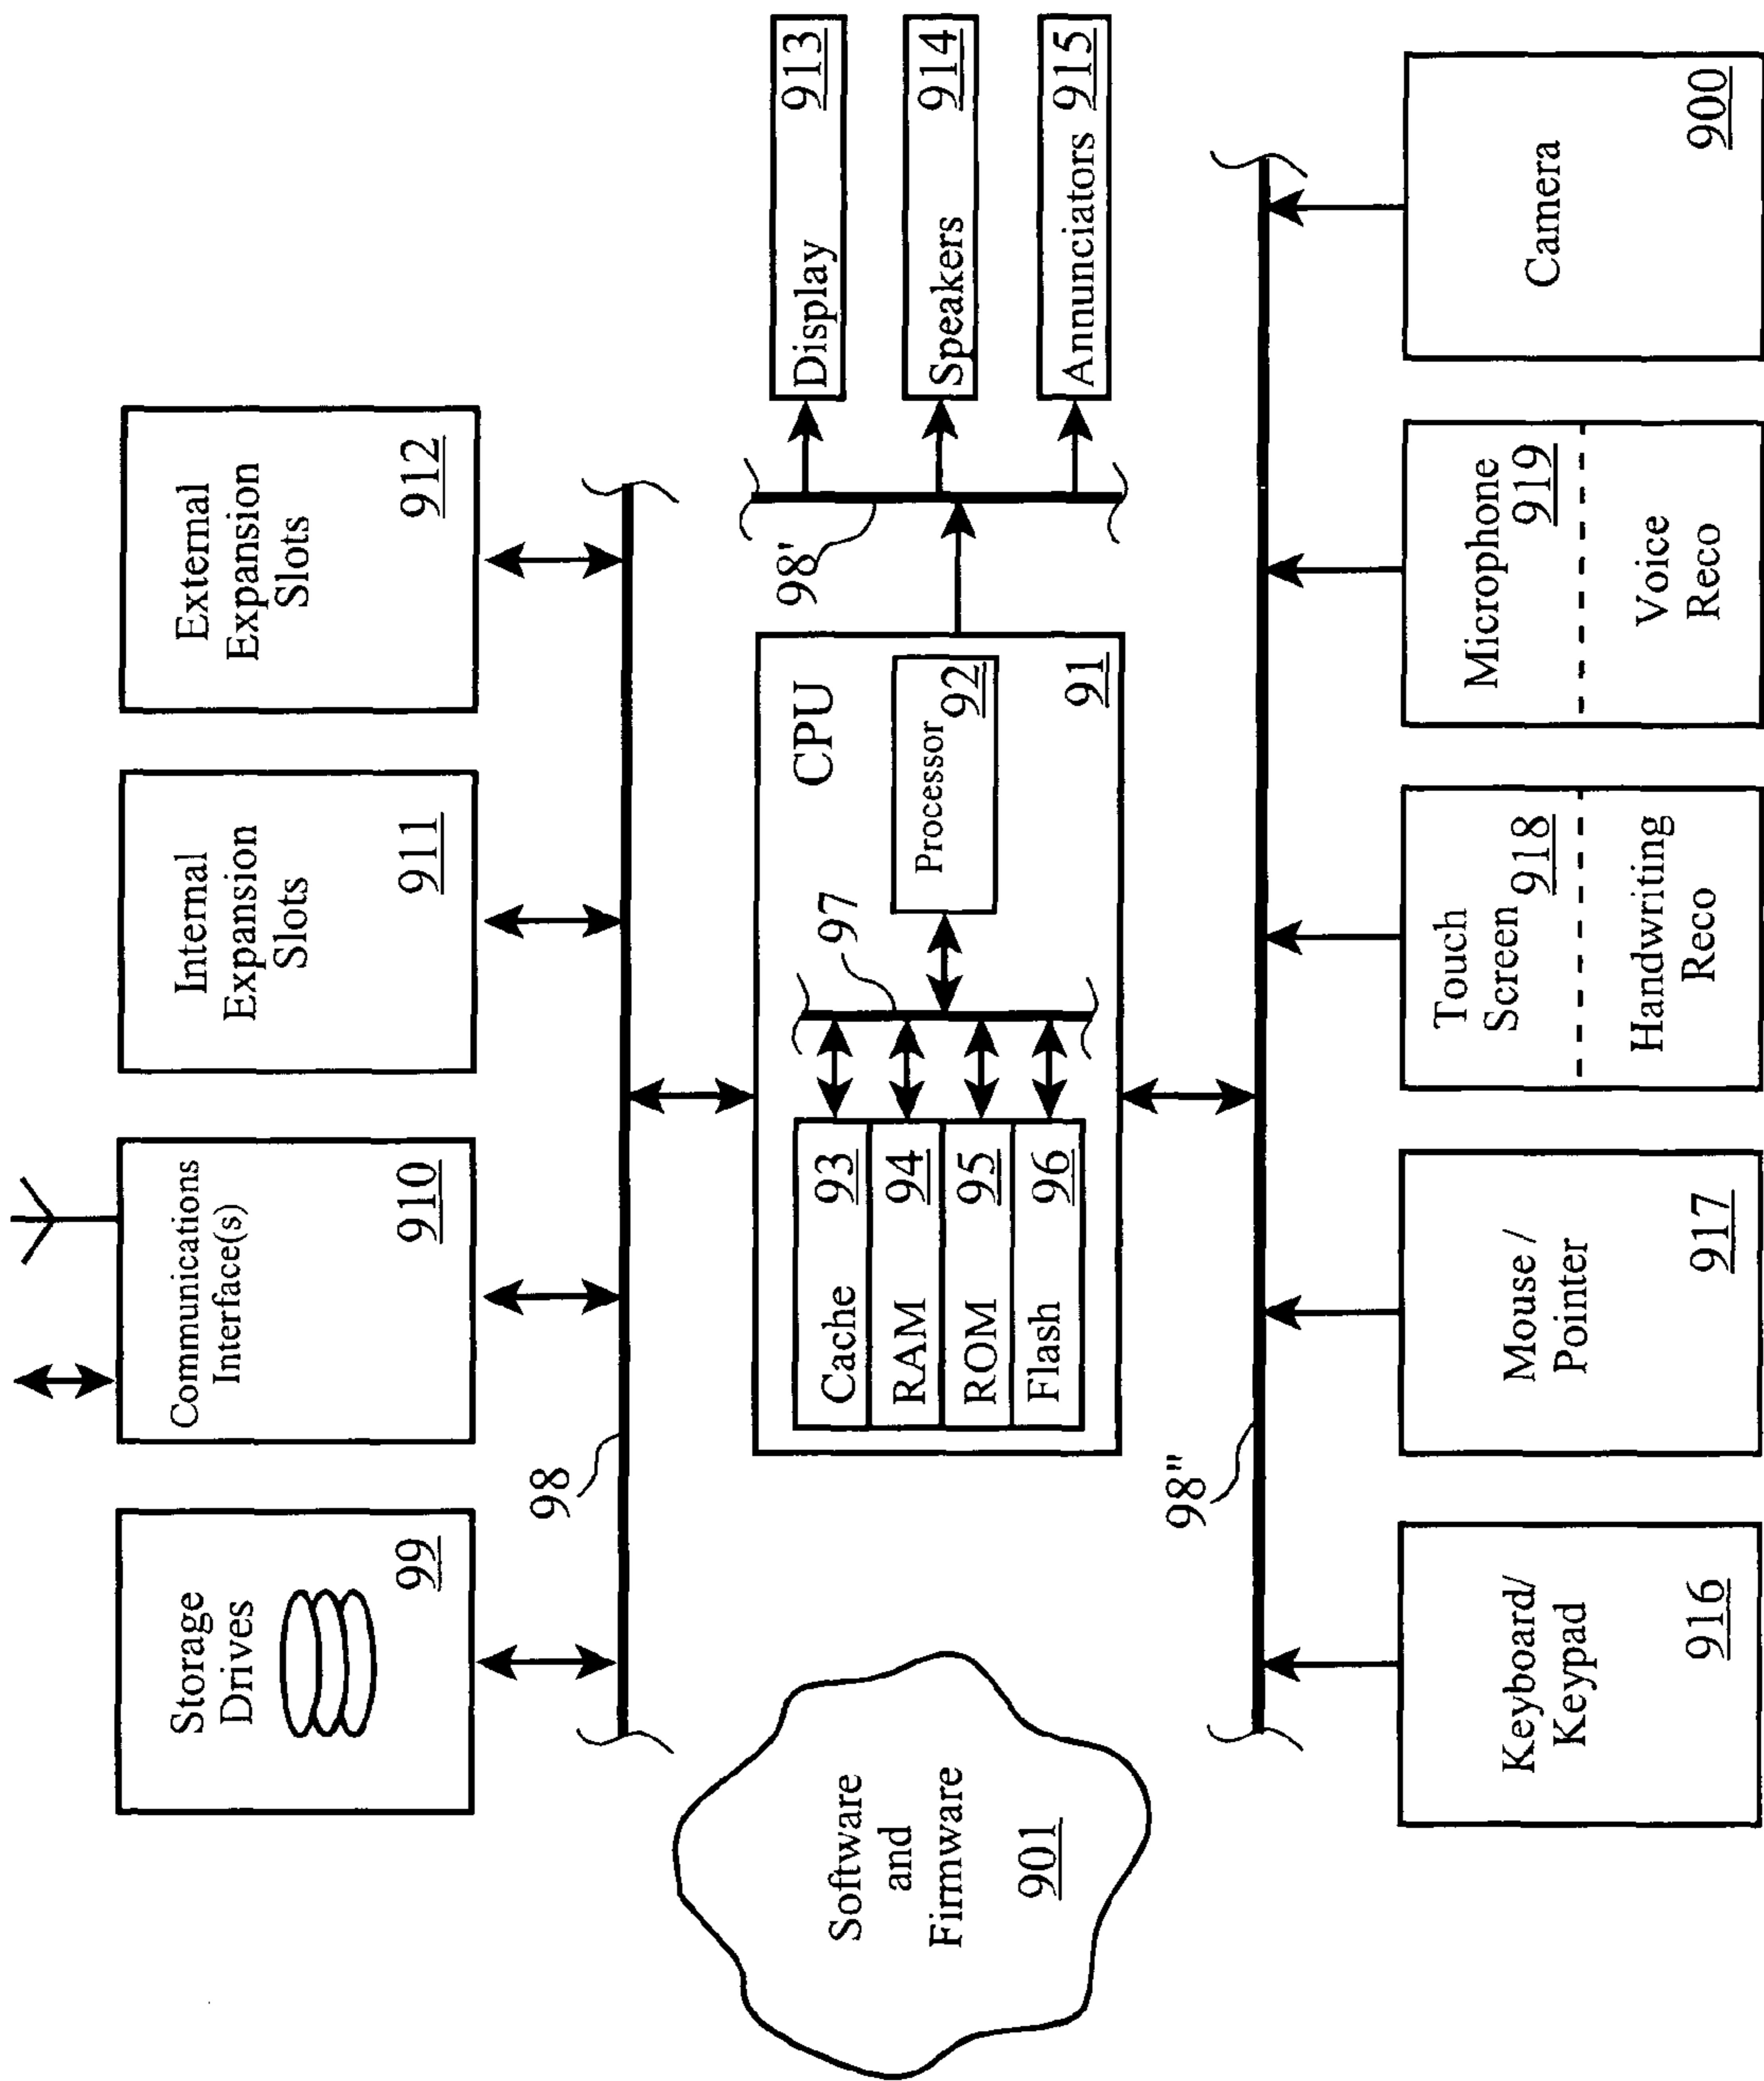 Storage
Drives
99
Communications
Interface(s)
910
Internal
Expansion
Slots
911
External
Expansion
Slots
912
98
Software
and
Firmware
901
CPU
Cache 93
RAM 94
ROM 95
Flash 96
97
Processor
92
91
98'
Display 913
Speakers 914
Annunciators 915
98"
Keyboard/
Keypad
916
Mouse /
Pointer
917
Touch
Screen 918
Handwriting
Reco
Microphone
919
Voice
Reco
Camera
900